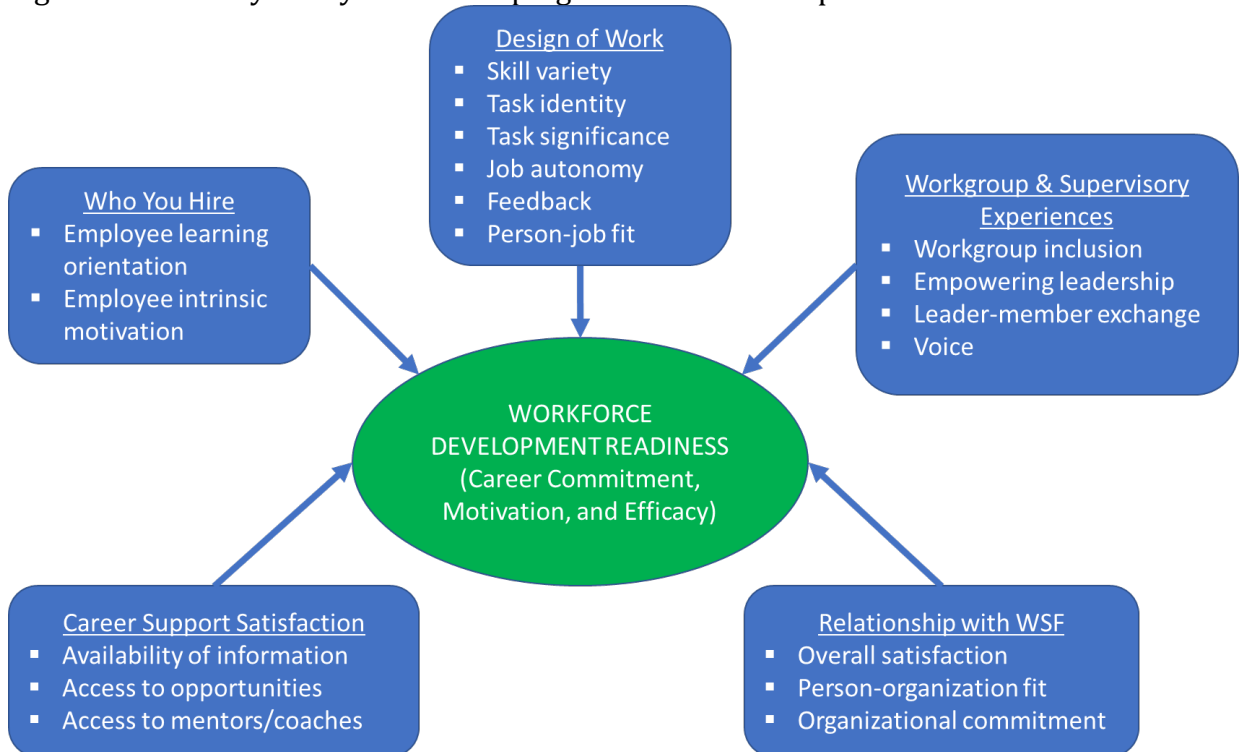 Design of Work
▪ Skill variety
▪ Task identity
▪ Task significance
▪ Job autonomy
▪ Feedback
▪ Person-job fit
Who You Hire
▪ Employee learning
orientation
▪ Employee intrinsic
motivation
Workgroup & Supervisory
Experiences
▪ Workgroup inclusion
▪ Empowering leadership
▪ Leader-member exchange
▪ Voice
WORKFORCE
DEVELOPMENT READINESS
(Career Commitment,
Motivation, and Efficacy)
Career Support Satisfaction
▪ Availability of information
▪ Access to opportunities
▪ Access to mentors/coaches
Relationship with WSF
▪ Overall satisfaction
▪ Person-organization fit
▪ Organizational commitment